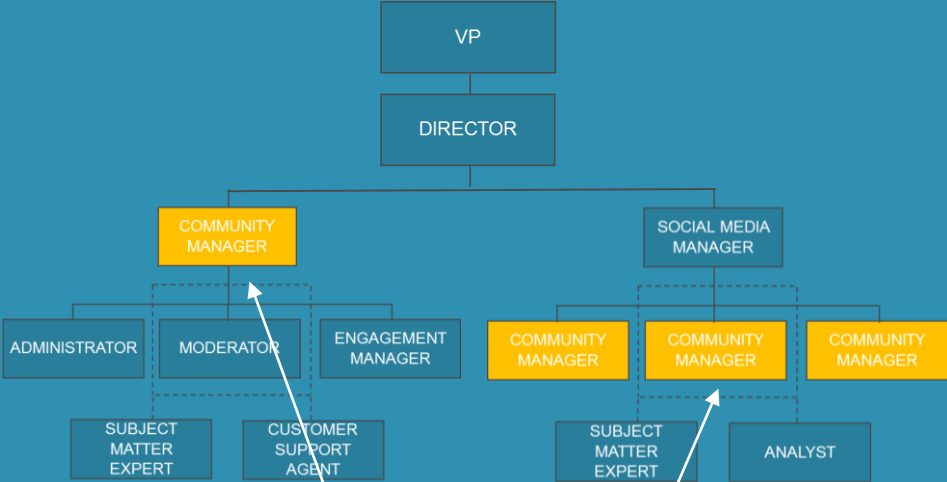 VP
DIRECTOR
COMMUNITY
MANAGER
SOCIAL MEDIA
MANAGER
ADMINISTRATOR
MODERATOR
ENGAGEMENT
MANAGER
COMMUNITY
MANAGER
COMMUNITY
MANAGER
COMMUNITY
MANAGER
SUBJECT
MATTER
EXPERT
CUSTOMER
SUPPORT
AGENT
SUBJECT
MATTER
EXPERT
ANALYST